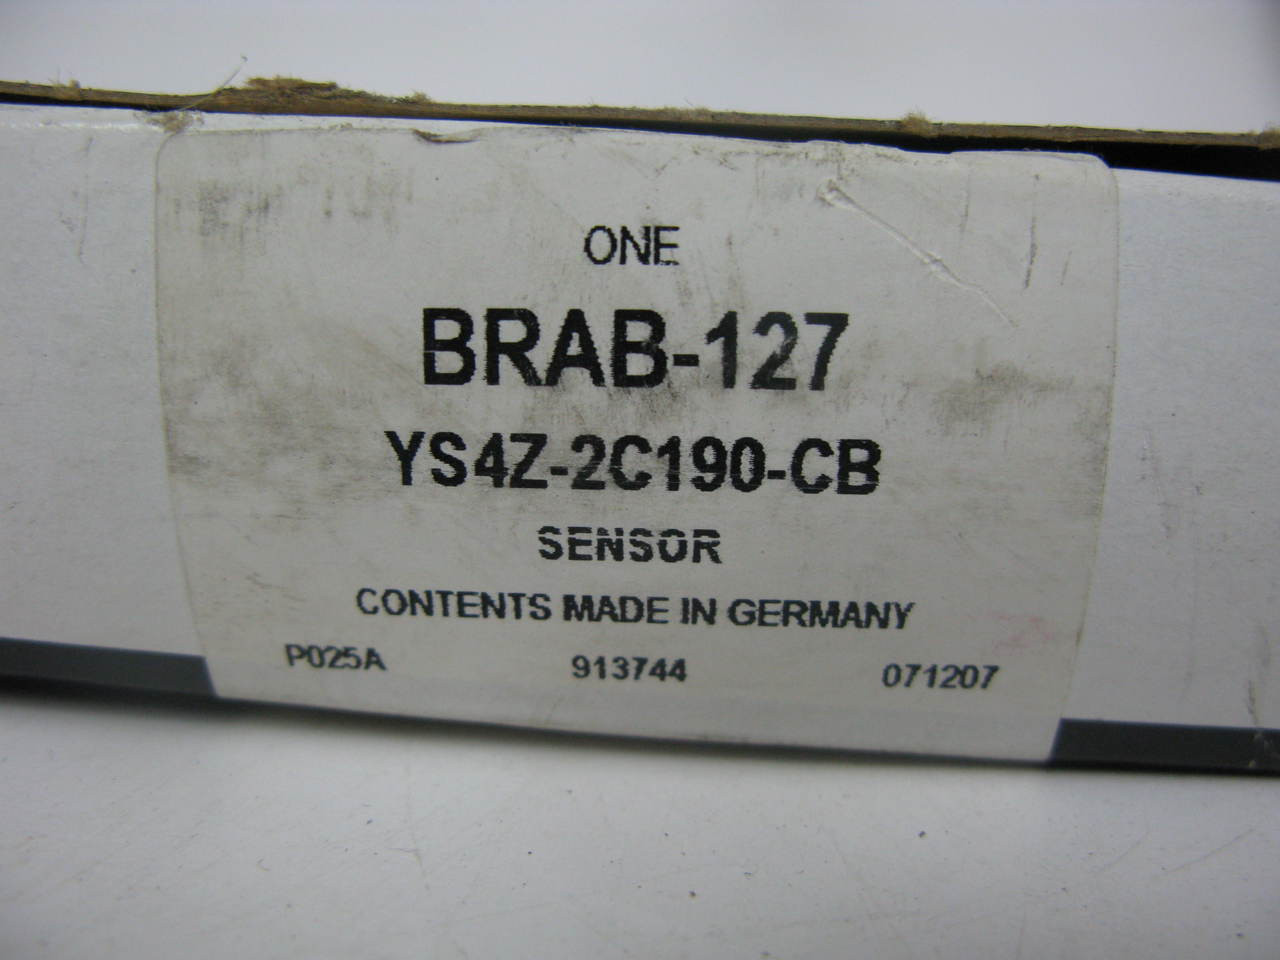 ONE
BRAB-127
YS4Z-2C190-CB
SENSOR
CONTENTS MADE IN GERMANY
P025A 913744 071207